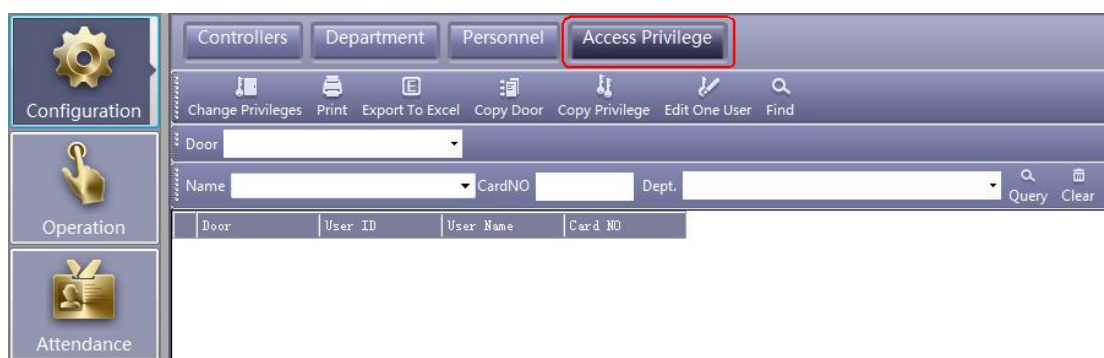 Controllers Department Personnel Access Privilege
Configuration
Change Privileges Print Export To Excel Copy Door Copy Privilege Edit One User Find
Door
Name CardNO Dept. Query Clear
Operation
Door User ID User Name Card NO
Attendance